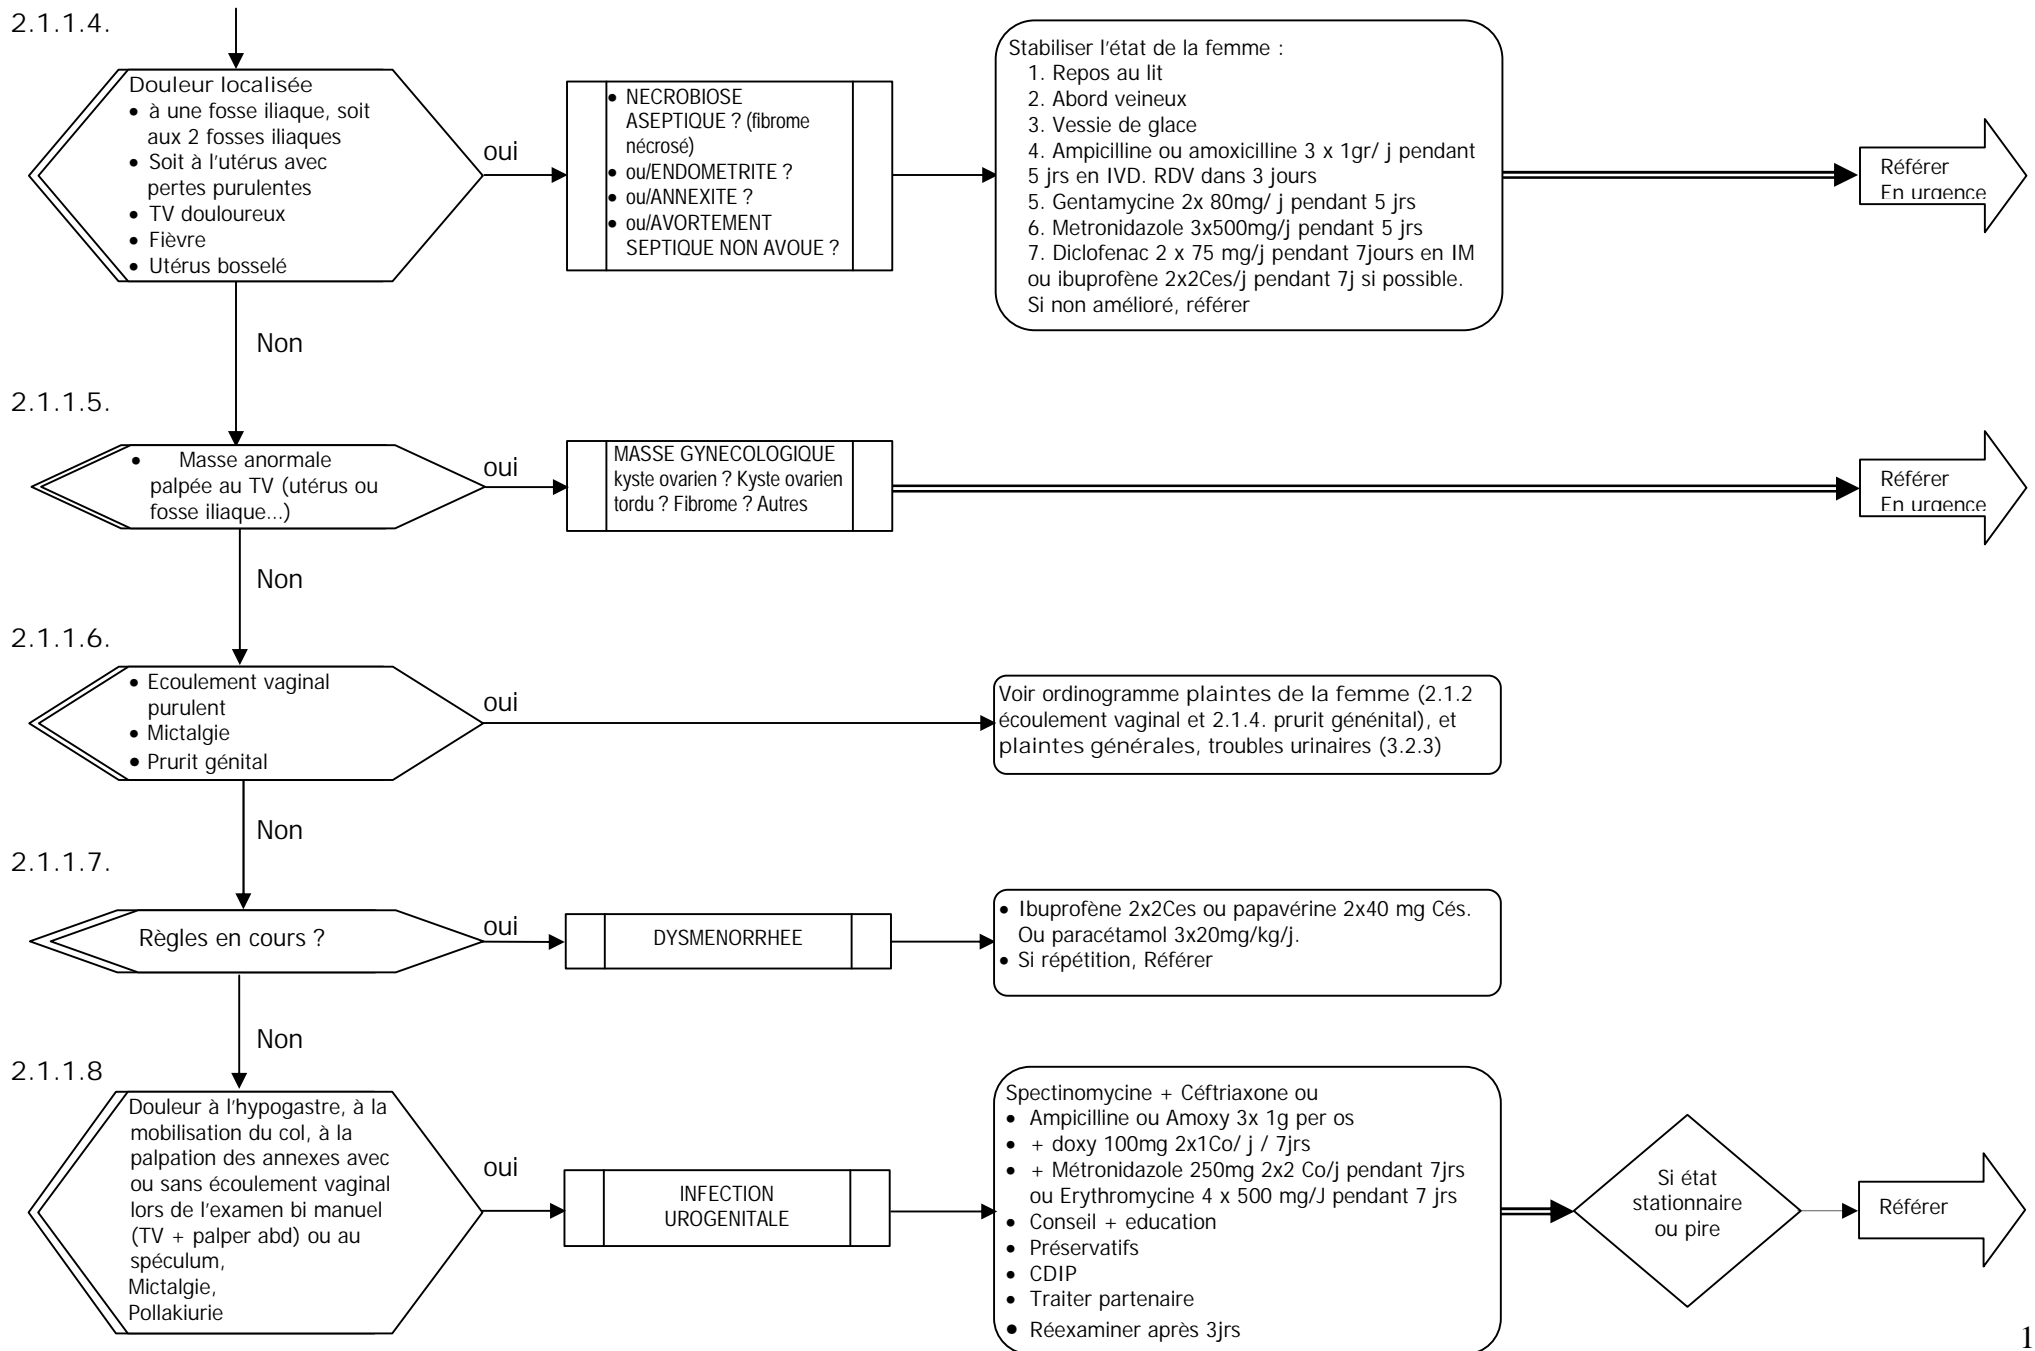 2.1.1.4.
Douleur localisée
• à une fosse iliaque, soit
aux 2 fosses iliaques
• Soit à l'utérus avec
pertes purulentes
• TV douloureux
• Fièvre
• Utérus bosselé
oui
• NECROBIOSE
ASEPTIQUE ? (fibrome
nécrosé)
• ou/ENDOMETRITE ?
• ou/ANNEXITE ?
• ou/AVORTEMENT
SEPTIQUE NON AVOUE ?
Stabiliser l'état de la femme :
1. Repos au lit
2. Abord veineux
3. Vessie de glace
4. Ampicilline ou amoxicilline 3 x 1gr/ j pendant
5 jrs en IVD. RDV dans 3 jours
5. Gentamycine 2x 80mg/ j pendant 5 jrs
6. Metronidazole 3x500mg/j pendant 5 jrs
7. Diclofenac 2 x 75 mg/j pendant 7jours en IM
ou ibuprofène 2x2Ces/j pendant 7j si possible.
Si non amélioré, référer
Référer
En urgence
Non
2.1.1.5.
• Masse anormale
palpée au TV (utérus ou
fosse iliaque...)
oui
MASSE GYNECOLOGIQUE
kyste ovarien ? Kyste ovarien
tordu ? Fibrome ? Autres
Référer
En urgence
Non
2.1.1.6.
• Ecoulement vaginal
purulent
• Mictalgie
• Prurit génital
oui
Voir ordinogramme plaintes de la femme (2.1.2
écoulement vaginal et 2.1.4. prurit génénital), et
plaintes générales, troubles urinaires (3.2.3)
Non
2.1.1.7.
Règles en cours ?
oui
DYSMENORRHEE
• Ibuprofène 2x2Ces ou papavérine 2x40 mg Cés.
Ou paracétamol 3x20mg/kg/j.
• Si répétition, Référer
Non
2.1.1.8
Douleur à l'hypogastre, à la
mobilisation du col, à la
palpation des annexes avec
ou sans écoulement vaginal
lors de l'examen bi manuel
(TV + palper abd) ou au
spéculum,
Mictalgie,
Pollakiurie
oui
INFECTION
UROGENITALE
Spectinomycine + Céftriaxone ou
• Ampicilline ou Amoxy 3x 1g per os
• + doxy 100mg 2x1Co/ j / 7jrs
• + Métronidazole 250mg 2x2 Co/j pendant 7jrs
ou Erythromycine 4 x 500 mg/J pendant 7 jrs
• Conseil + education
• Préservatifs
• CDIP
• Traiter partenaire
• Réexaminer après 3jrs
Si état
stationnaire
ou pire
Référer
1